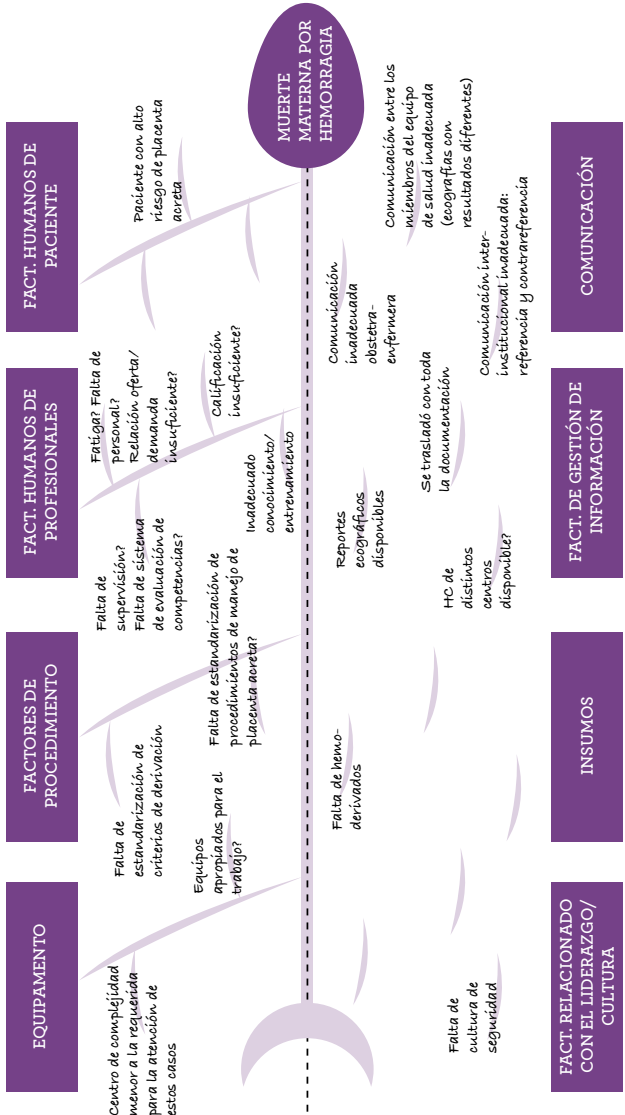 EQUIPAMENTO
FACTORES DE
PROCEDIMIENTO
FACT. HUMANOS DE
PROFESIONALES
FACT. HUMANOS DE
PACIENTE
Centro de complejidad
menor a la requerida
para la atención de
estos casos
Equipos
apropiados para el
trabajo?
Falta de
estandarización de
criterios de derivación
Falta de estandarización de
procedimientos de manejo de
placenta acreta?
Falta de
supervisión?
Falta de sistema
de evaluación de
competencias?
Fatiga? Falta de
personal?
Relación oferta/
demanda
insuficiente?
Inadecuado
conocimiento/
entrenamiento
Calificación
insuficiente?
Paciente con alto
riesgo de placenta
acreta
MUERTE
MATERNA POR
HEMORRAGIA
Falta de
cultura de
seguridad
Falta de hemo-
derivados
Reportes
ecográficos
disponibles
HC de
distintos
centros
disponible?
Se trasladó con toda
la documentación
Comunicación
inadecuada
obstetra-
enfermera
Comunicación entre los
miembros del equipo
de salud inadecuada
(ecografías con
resultados diferentes)
Comunicación inter-
institucional inadecuada:
referencia y contrareferencia
FACT. RELACIONADO
CON EL LIDERAZGO/
CULTURA
INSUMOS
FACT. DE GESTIÓN DE
INFORMACIÓN
COMUNICACIÓN